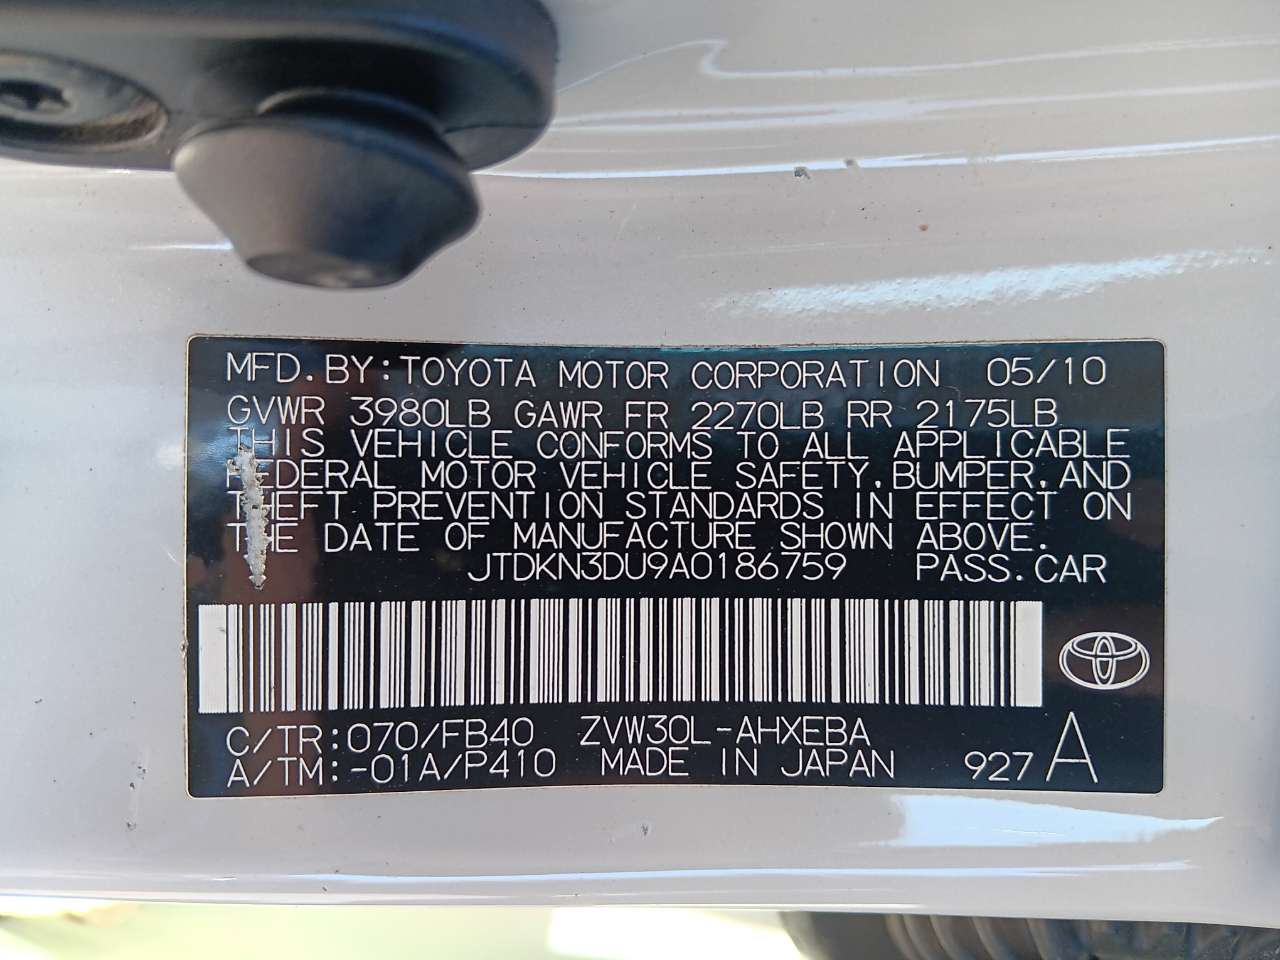 MFD.BY:TOYOTA MOTOR CORPORATION 05/10
GVWR 3980LB GAWR FR 2270LB RR 2175LB
THIS VEHICLE CONFORMS TO ALL APPLICABLE
FEDERAL MOTOR VEHICLE SAFETY,BUMPER,AND
THEFT PREVENTION STANDARDS IN EFFECT ON
THE DATE OF MANUFACTURE SHOWN ABOVE.
JTDKN3DU9A0186759 PASS.CAR
C/TR:070/FB40 ZVW30L-AHXEBA
A/TM:-01A/P410 MADE IN JAPAN 927 A